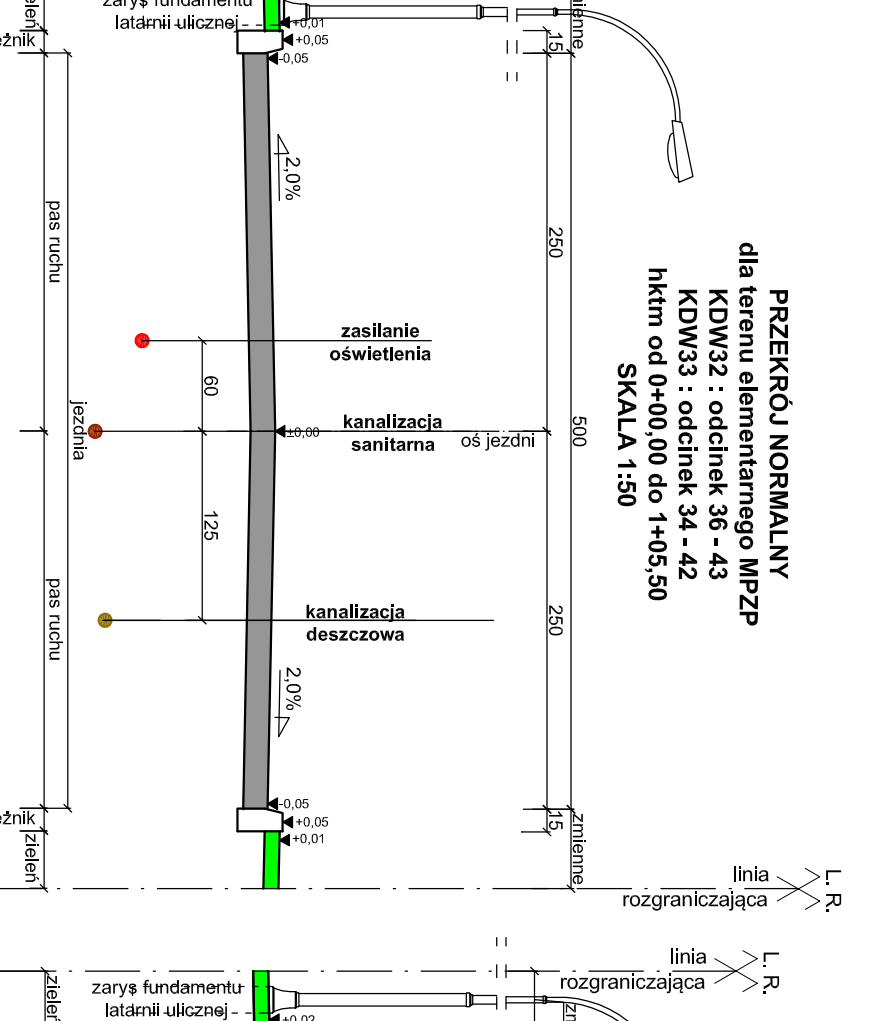 PRZEKRÓJ NORMALNY
dla terenu elementarnego MPZP
KDW32 : odcinek 36 - 43
KDW33 : odcinek 34 - 42
hktm od 0+00,00 do 1+05,50
SKALA 1:50
zarys fundamentu
latarnii ulicznej
+0,01
+0,05
-0,05
15
zmienne
2,0%
250
pas ruchu
zasilanie
oświetlenia
60
kanalizacja
sanitarna
±0,00
oś jezdni
500
jezdnia
125
kanalizacja
deszczowa
250
pas ruchu
2,0%
-0,05
+0,05
+0,01
15
zmienne
zieleń
linia
rozgraniczająca
L. R.
linia
rozgraniczająca
L. R.
zieleń
zarys fundamentu
latarnii ulicznej
+0,02